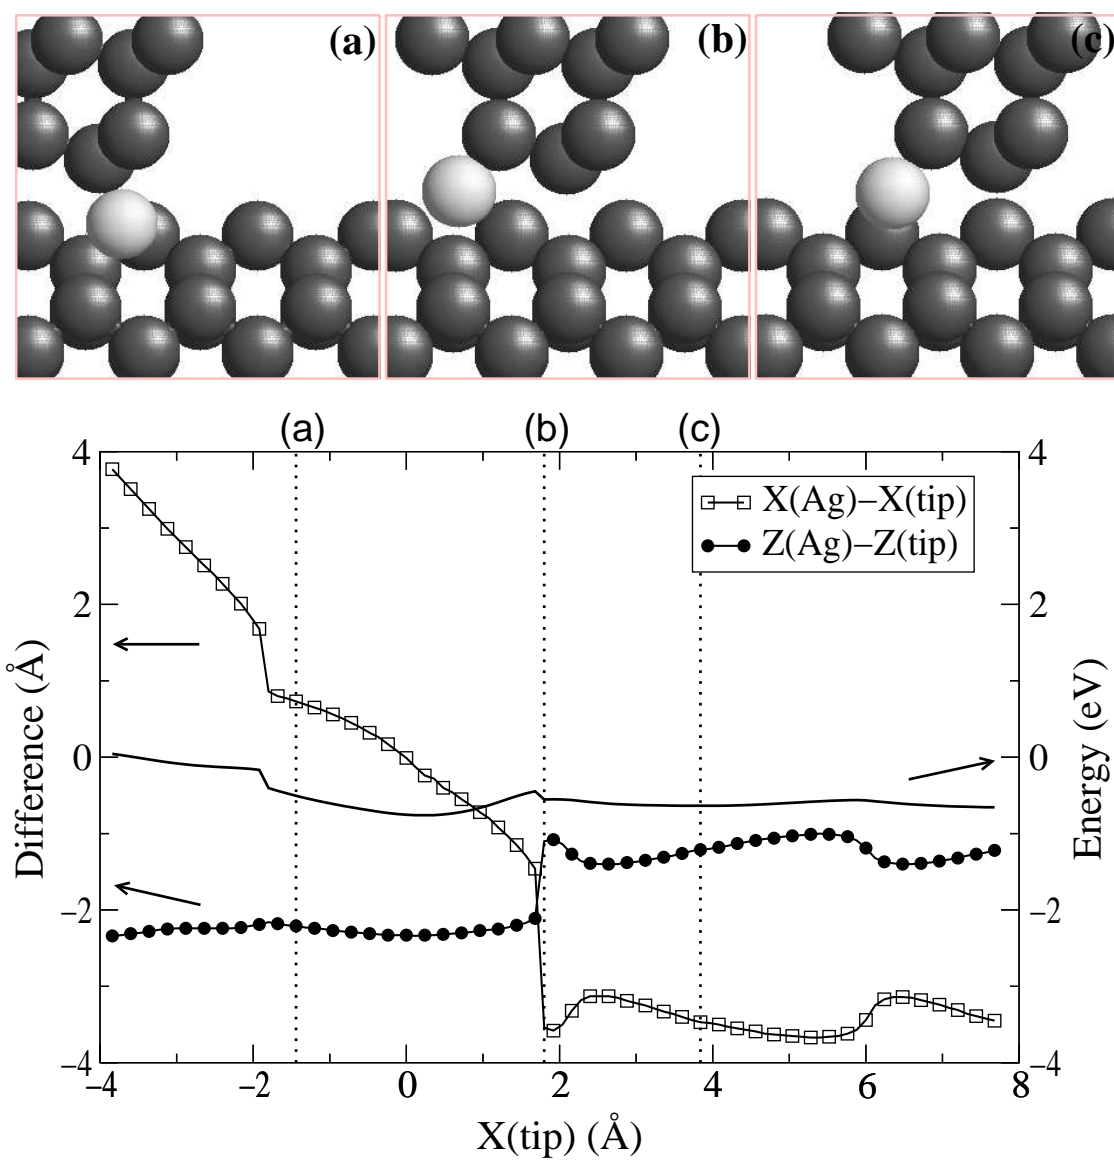 (a) (b) (c)
(a) (b) (c)
4 4
X(Ag)−X(tip)
Z(Ag)−Z(tip)
2 2
0 0
−2 −2
−4 −4
Difference (Å)
Energy (eV)
−4 −2 0 2 4 6 8
X(tip) (Å)